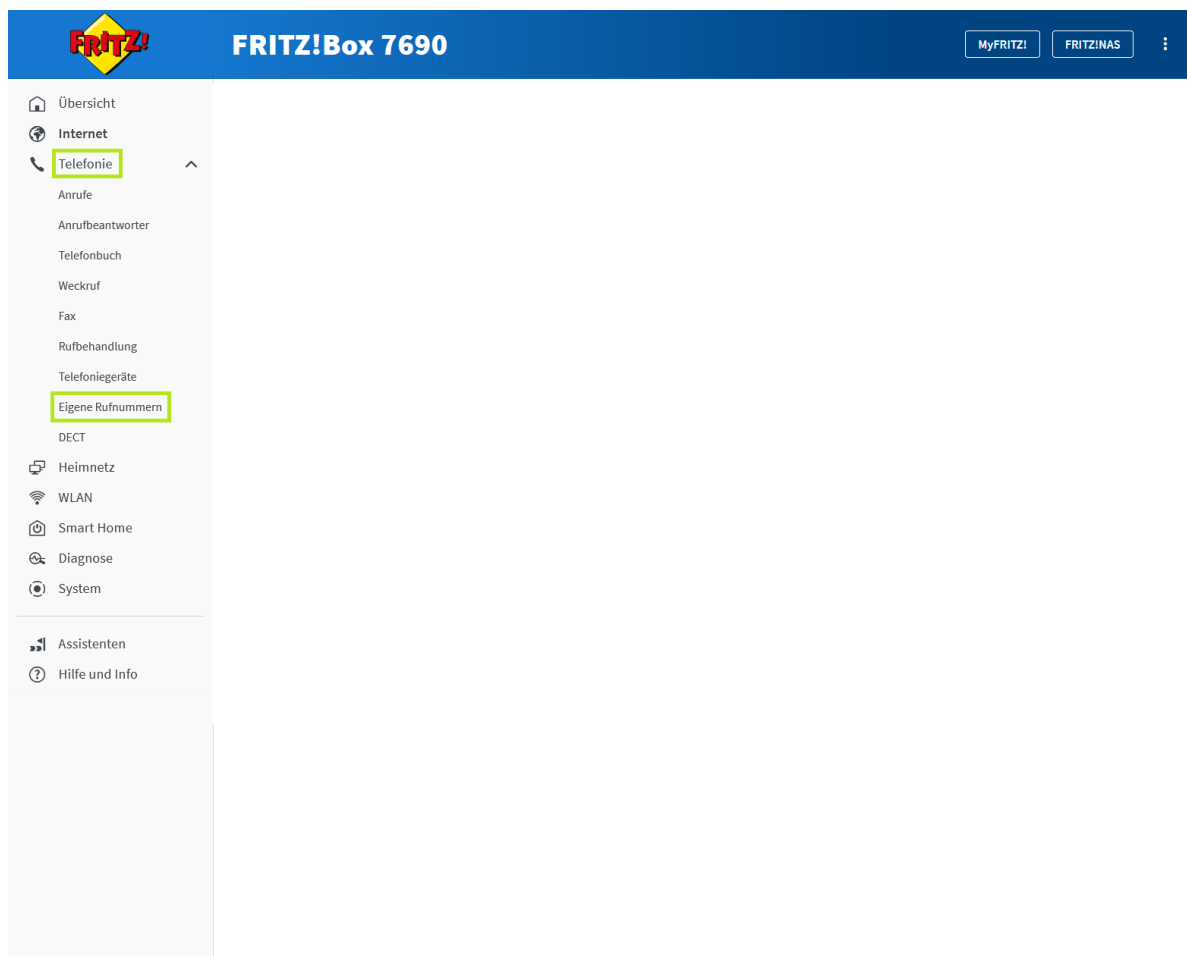 FRITZ!
FRITZ!Box 7690
MyFRITZ!
FRITZ!NAS
Übersicht
Internet
Telefonie
Anrufe
Anrufbeantworter
Telefonbuch
Weckruf
Fax
Rufbehandlung
Telefoniegeräte
Eigene Rufnummern
DECT
Heimnetz
WLAN
Smart Home
Diagnose
System
Assistenten
Hilfe und Info